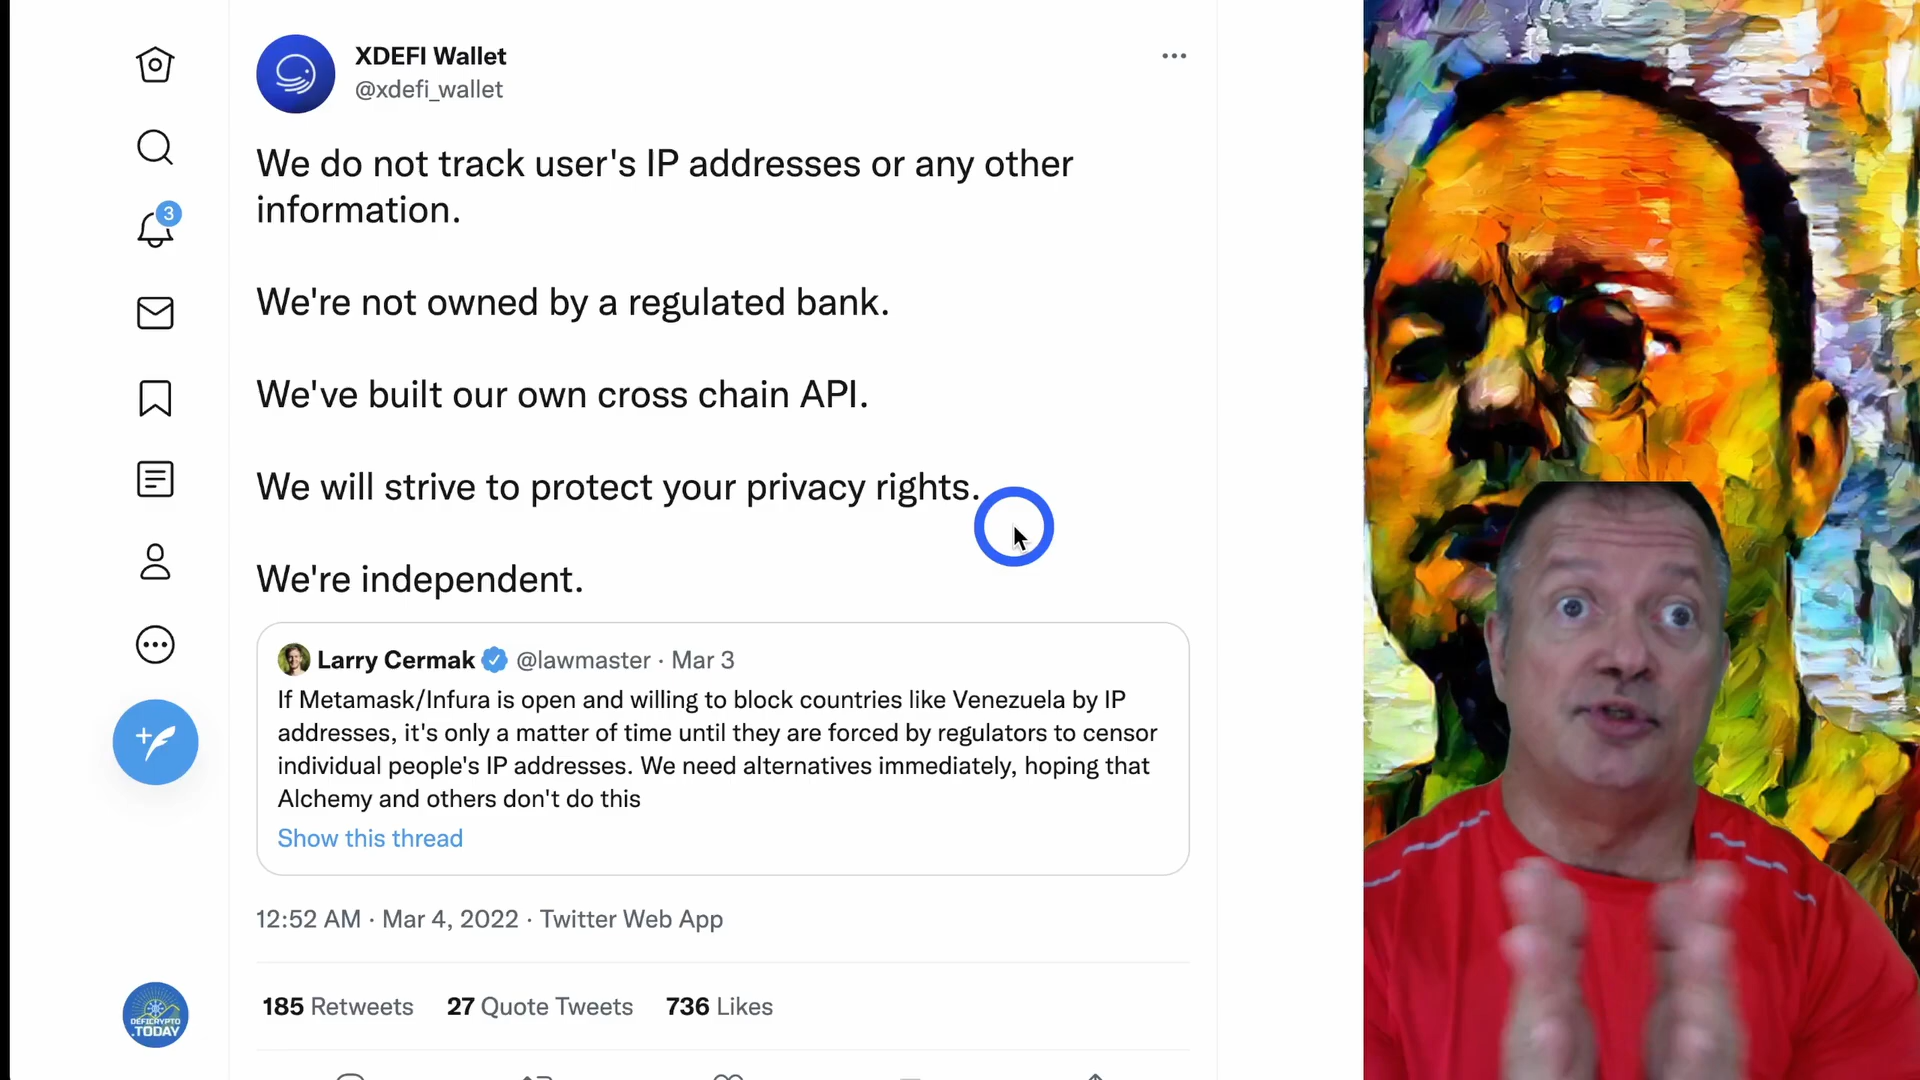 XDEFI Wallet
@xdefi_wallet
We do not track user's IP addresses or any other
information.
We're not owned by a regulated bank.
We've built our own cross chain API.
We will strive to protect your privacy rights.
We're independent.
Larry Cermak @lawmaster · Mar 3
If Metamask/Infura is open and willing to block countries like Venezuela by IP
addresses, it's only a matter of time until they are forced by regulators to censor
individual people's IP addresses. We need alternatives immediately, hoping that
Alchemy and others don't do this
Show this thread
12:52 AM · Mar 4, 2022 · Twitter Web App
185 Retweets 27 Quote Tweets 736 Likes
3
DEFICRYPTO
.TODAY